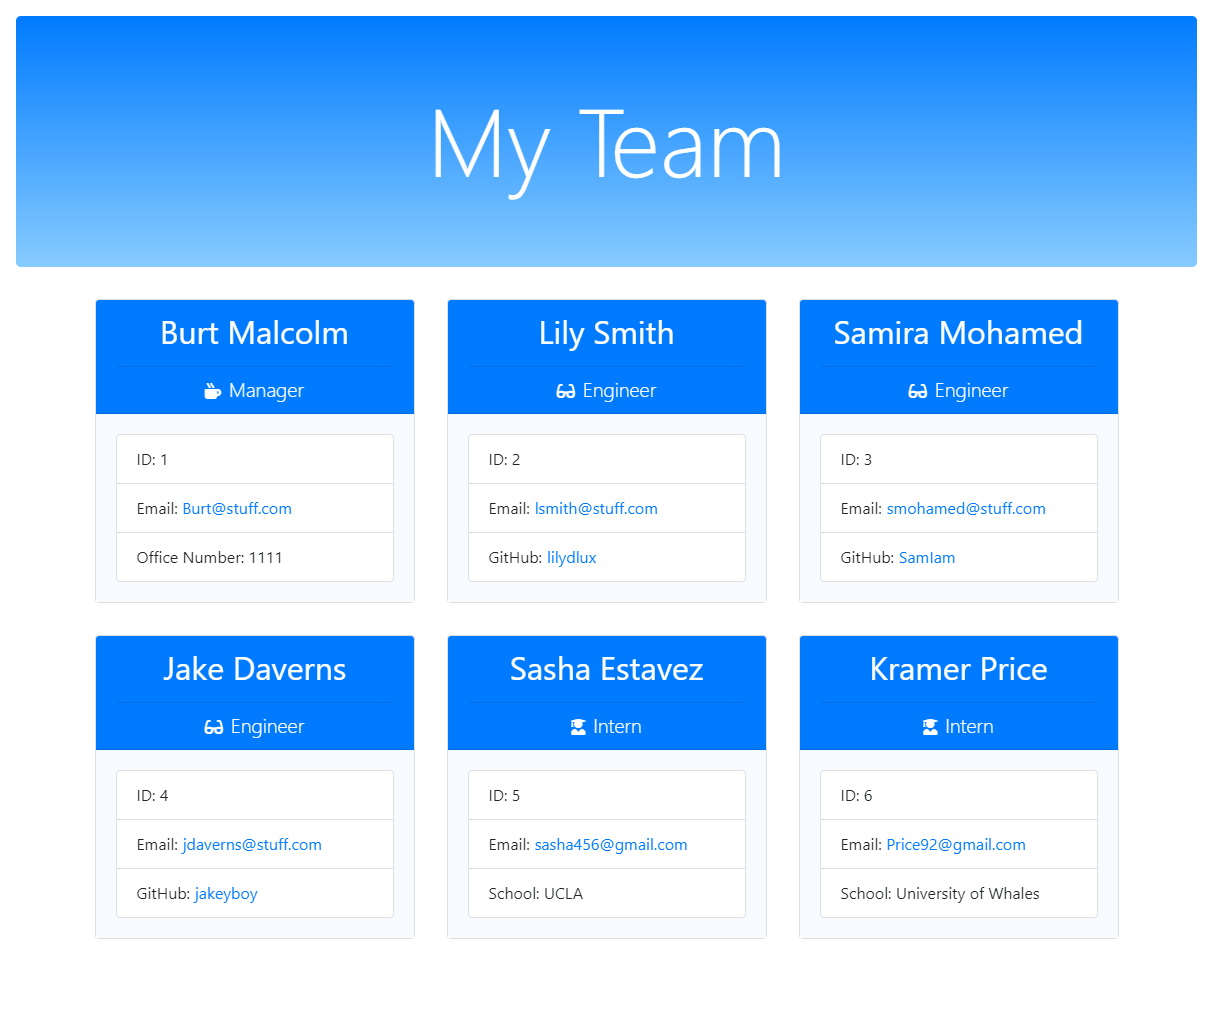 My Team
Burt Malcolm
Manager
ID: 1
Email: Burt@stuff.com
Office Number: 1111
Lily Smith
Engineer
ID: 2
Email: lsmith@stuff.com
GitHub: lilydlux
Samira Mohamed
Engineer
ID: 3
Email: smohamed@stuff.com
GitHub: SamIam
Jake Daverns
Engineer
ID: 4
Email: jdaverns@stuff.com
GitHub: jakeyboy
Sasha Estavez
Intern
ID: 5
Email: sasha456@gmail.com
School: UCLA
Kramer Price
Intern
ID: 6
Email: Price92@gmail.com
School: University of Whales